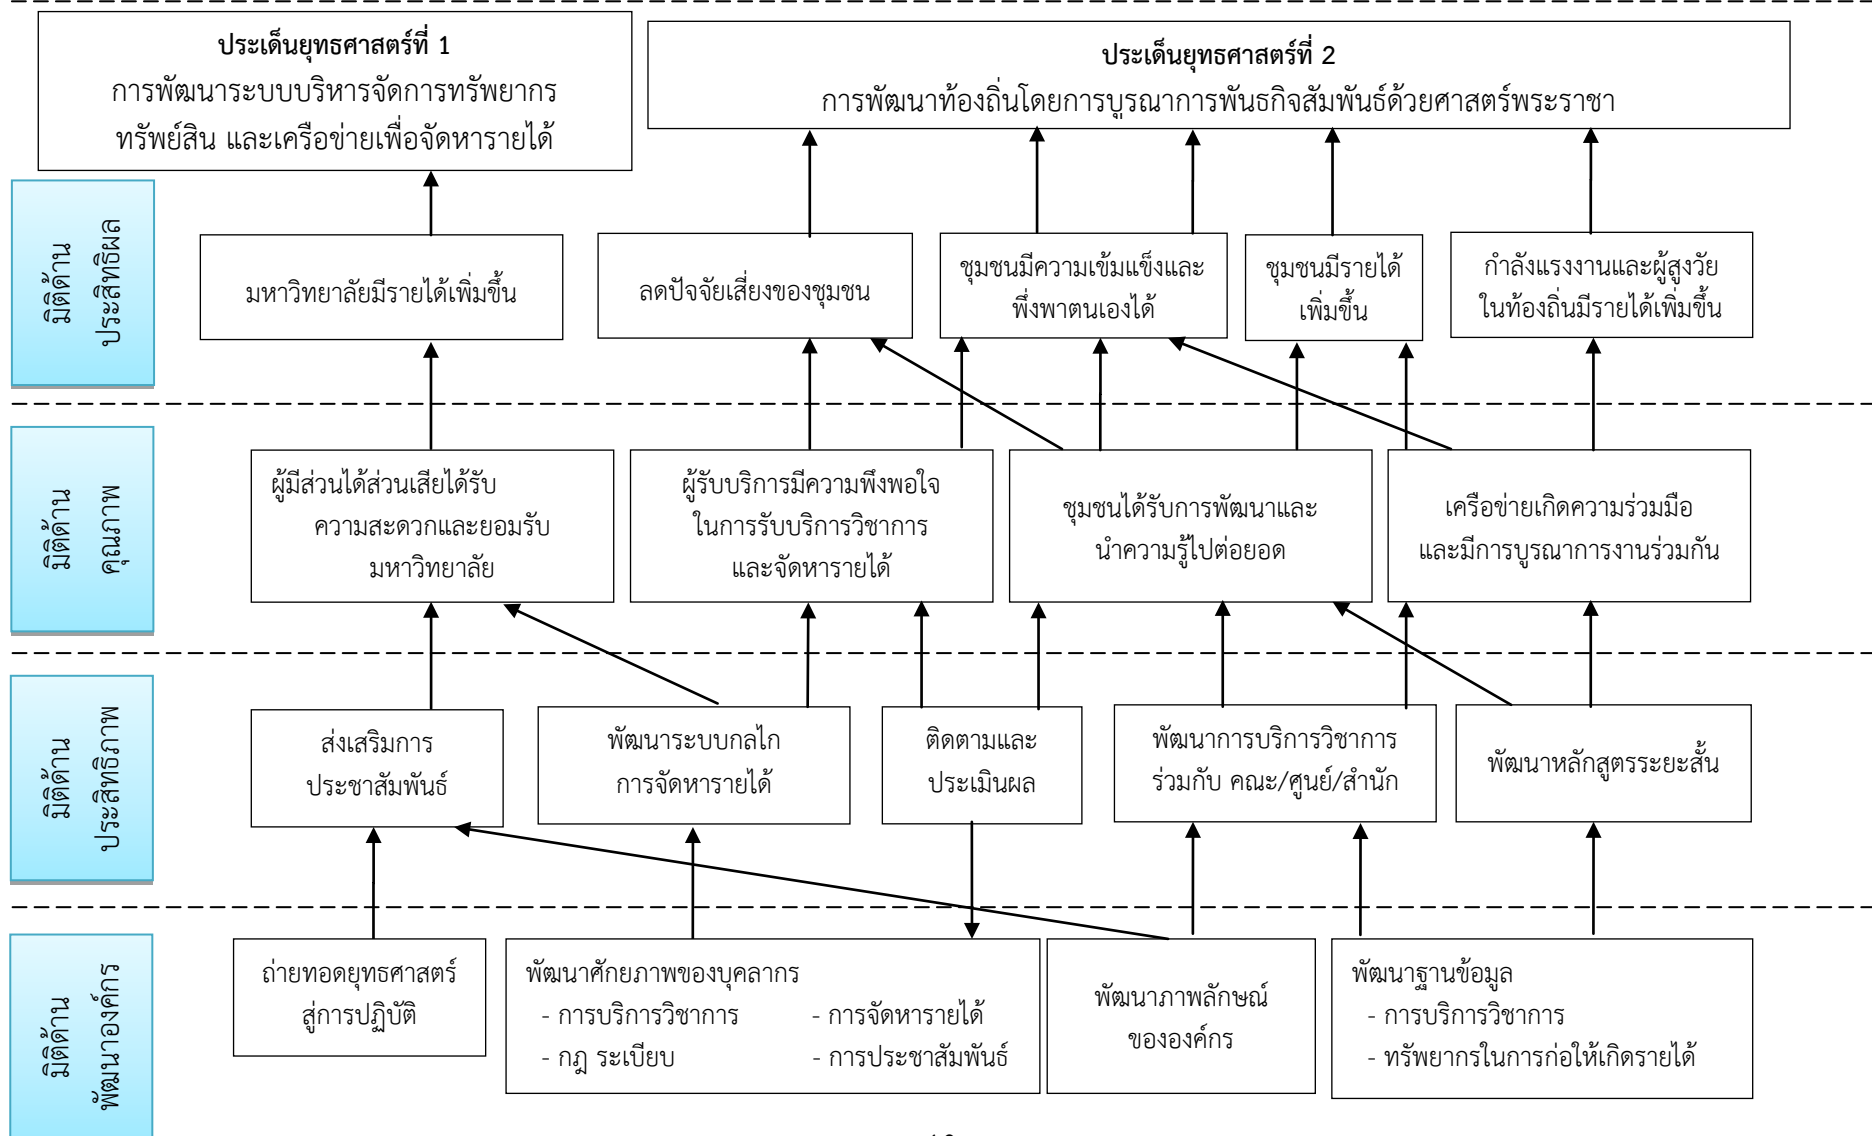 ประเด็นยุทธศาสตร์ที่ 1
การพัฒนาระบบบริหารจัดการทรัพยากร
ทรัพย์สิน และเครือข่ายเพื่อจัดหารายได้
ประเด็นยุทธศาสตร์ที่ 2
การพัฒนาท้องถิ่นโดยการบูรณาการพันธกิจสัมพันธ์ด้วยศาสตร์พระราชา
มิติด้าน
ประสิทธิผล
มหาวิทยาลัยมีรายได้เพิ่มขึ้น
ลดปัจจัยเสี่ยงของชุมชน
ชุมชนมีความเข้มแข็งและ
พึ่งพาตนเองได้
ชุมชนมีรายได้
เพิ่มขึ้น
กำลังแรงงานและผู้สูงวัย
ในท้องถิ่นมีรายได้เพิ่มขึ้น
มิติด้าน
คุณภาพ
ผู้มีส่วนได้ส่วนเสียได้รับ
ความสะดวกและยอมรับ
มหาวิทยาลัย
ผู้รับบริการมีความพึงพอใจ
ในการรับบริการวิชาการ
และจัดหารายได้
ชุมชนได้รับการพัฒนาและ
นำความรู้ไปต่อยอด
เครือข่ายเกิดความร่วมมือ
และมีการบูรณาการงานร่วมกัน
มิติด้าน
ประสิทธิภาพ
ส่งเสริมการ
ประชาสัมพันธ์
พัฒนาระบบกลไก
การจัดหารายได้
ติดตามและ
ประเมินผล
พัฒนาการบริการวิชาการ
ร่วมกับ คณะ/ศูนย์/สำนัก
พัฒนาหลักสูตรระยะสั้น
มิติด้าน
พัฒนาองค์กร
ถ่ายทอดยุทธศาสตร์
สู่การปฏิบัติ
พัฒนาศักยภาพของบุคลากร
- การบริการวิชาการ - การจัดหารายได้
- กฎ ระเบียบ - การประชาสัมพันธ์
พัฒนาภาพลักษณ์
ขององค์กร
พัฒนาฐานข้อมูล
- การบริการวิชาการ
- ทรัพยากรในการก่อให้เกิดรายได้